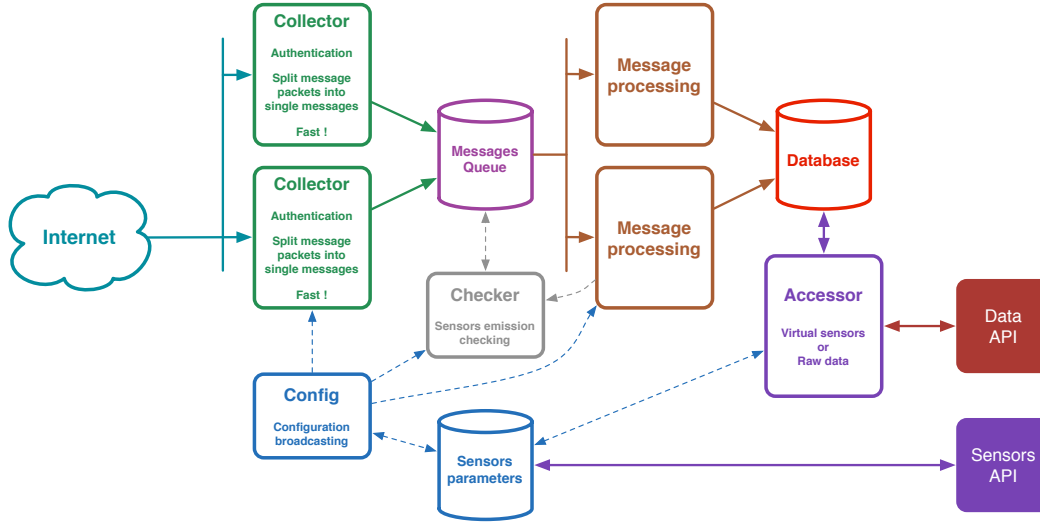 Collector
Authentication
Split message
packets into
single messages
Fast !
Message
processing
Messages
Queue
Database
Collector
Authentication
Split message
packets into
single messages
Fast !
Message
processing
Internet
Checker
Sensors emission
checking
Accessor
Virtual sensors
or
Raw data
Data
API
Config
Configuration
broadcasting
Sensors
parameters
Sensors
API